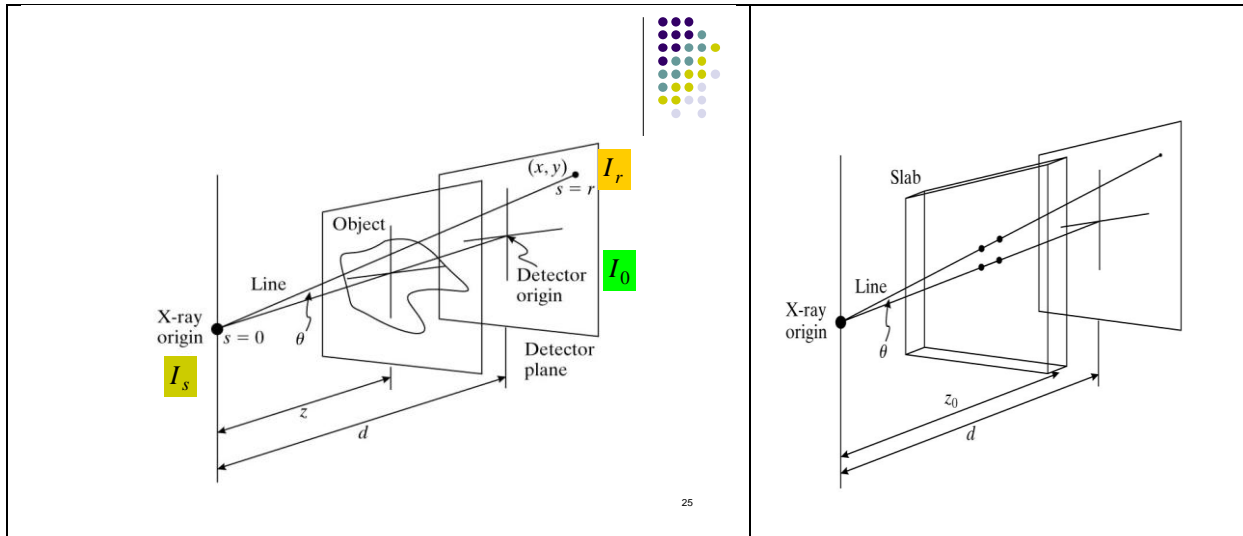 (x, y)
I_r
s = r
Object
Line
Detector
origin
I_0
X-ray
origin
s = 0
θ
I_s
Detector
plane
z
d
25
Slab
Line
X-ray
origin
θ
z_0
d